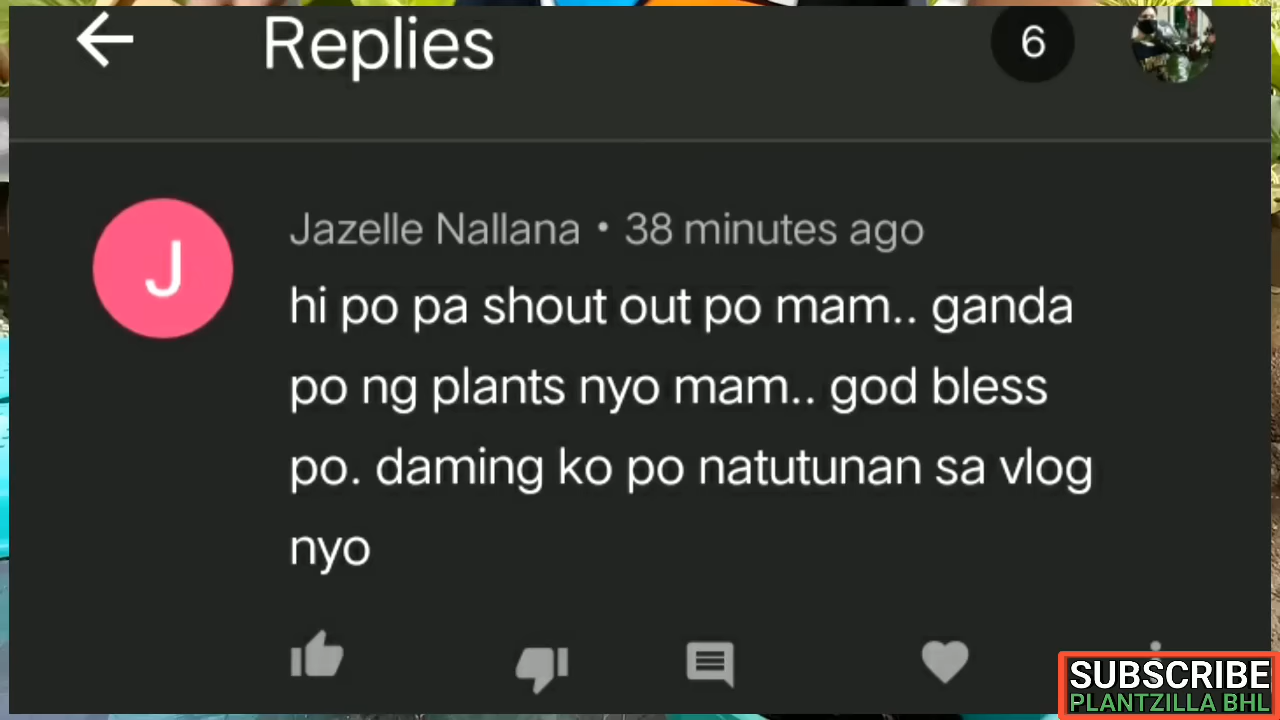 Replies
6
J
Jazelle Nallana • 38 minutes ago
hi po pa shout out po mam.. ganda
po ng plants nyo mam.. god bless
po. daming ko po natutunan sa vlog
nyo
SUBSCRIBE
PLANTZILLA BHL